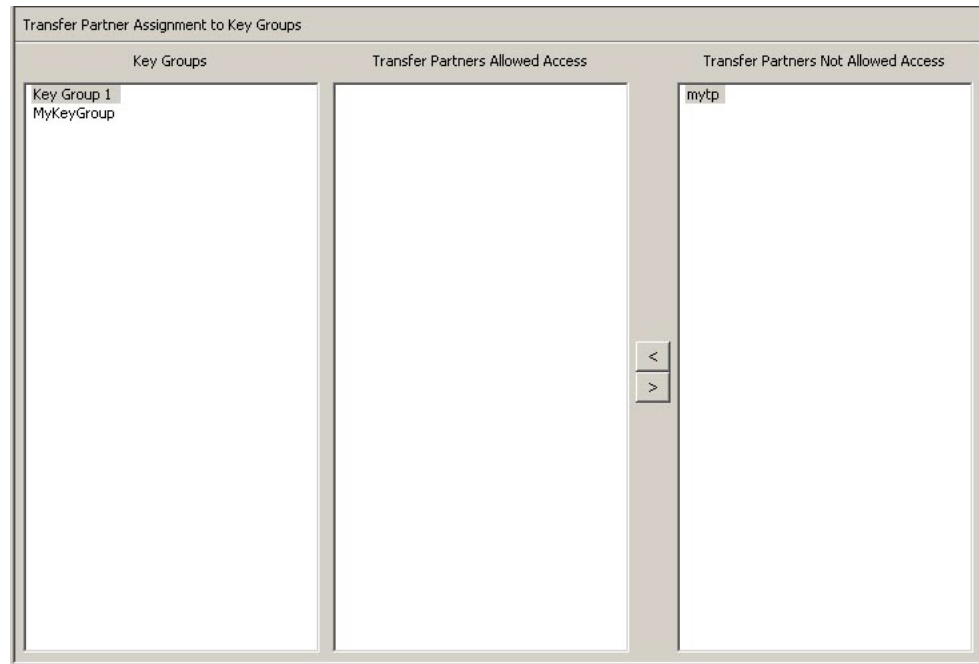 Transfer Partner Assignment to Key Groups
Key Groups
Transfer Partners Allowed Access
Transfer Partners Not Allowed Access
Key Group 1
MyKeyGroup
mytp
<
>